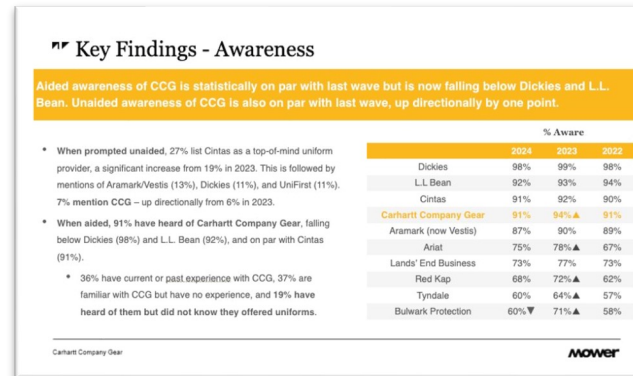 Key Findings - Awareness
Aided awareness of CCG is statistically on par with last wave but is now falling below Dickies and L.L.
Bean. Unaided awareness of CCG is also on par with last wave, up directionally by one point.
• When prompted unaided, 27% list Cintas as a top-of-mind uniform
provider, a significant increase from 19% in 2023. This is followed by
mentions of Aramark/Vestis (13%), Dickies (11%), and UniFirst (11%).
7% mention CCG – up directionally from 6% in 2023.
• When aided, 91% have heard of Carhartt Company Gear, falling
below Dickies (98%) and L.L. Bean (92%), and on par with Cintas
(91%).
• 36% have current or past experience with CCG, 37% are
familiar with CCG but have no experience, and 19% have
heard of them but did not know they offered uniforms.
% Aware
2024 2023 2022
Dickies 98% 99% 98%
L.L Bean 92% 93% 94%
Cintas 91% 92% 90%
Carhartt Company Gear 91% 94%▲ 91%
Aramark (now Vestis) 87% 90% 89%
Ariat 75% 78%▲ 67%
Lands' End Business 73% 77% 73%
Red Kap 68% 72%▲ 62%
Tyndale 60% 64%▲ 57%
Bulwark Protection 60%▼ 71%▲ 58%
Carhartt Company Gear
mower